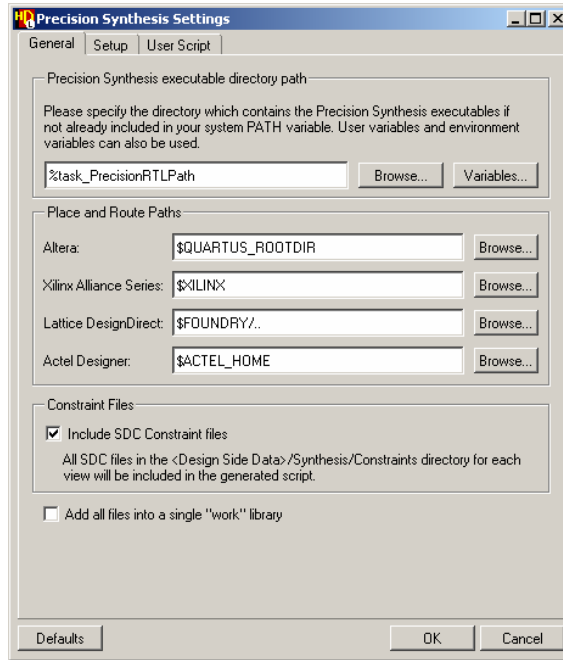 HDL Precision Synthesis Settings
General Setup User Script
Precision Synthesis executable directory path
Please specify the directory which contains the Precision Synthesis executables if
not already included in your system PATH variable. User variables and environment
variables can also be used.
%task_PrecisionRTLPath Browse... Variables...
Place and Route Paths
Altera: $QUARTUS_ROOTDIR Browse...
Xilinx Alliance Series: $XILINX Browse...
Lattice DesignDirect: $FOUNDRY/.. Browse...
Actel Designer: $ACTEL_HOME Browse...
Constraint Files
Include SDC Constraint files
All SDC files in the <Design Side Data>/Synthesis/Constraints directory for each
view will be included in the generated script.
Add all files into a single "work" library
Defaults OK Cancel